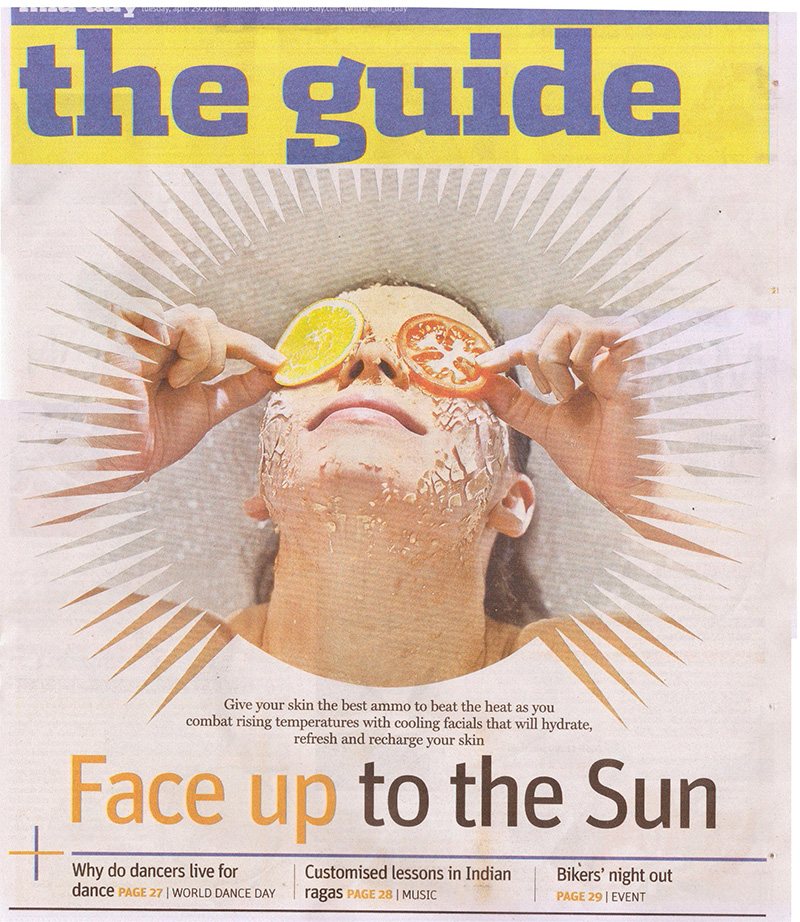 mid-day tuesday, april 29, 2014, mumbai, web www.mid-day.com, twitter @mid_day
the guide
Give your skin the best ammo to beat the heat as you
combat rising temperatures with cooling facials that will hydrate,
refresh and recharge your skin
Face up to the Sun
Why do dancers live for
dance PAGE 27 | WORLD DANCE DAY
Customised lessons in Indian
ragas PAGE 28 | MUSIC
Bikers' night out
PAGE 29 | EVENT
21